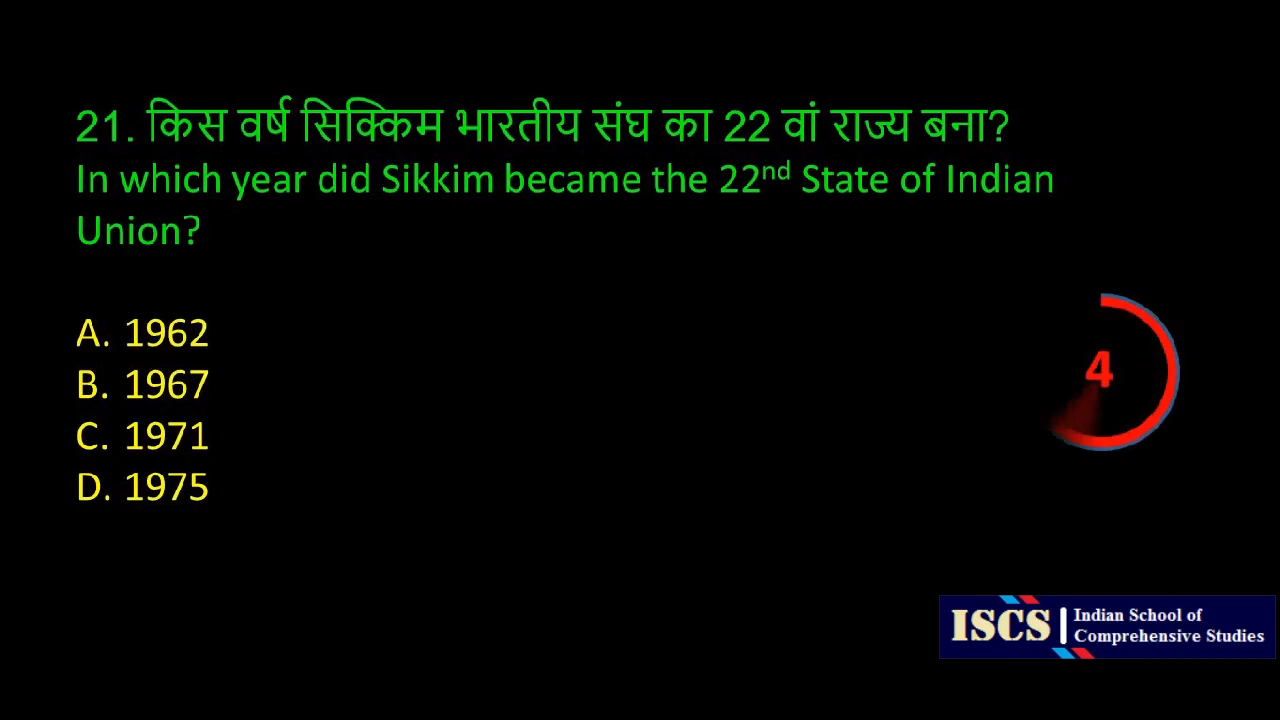 21. किस वर्ष सिक्किम भारतीय संघ का 22 वां राज्य बना?
In which year did Sikkim became the 22nd State of Indian
Union?
A. 1962
B. 1967
C. 1971
D. 1975
4
ISCS
Indian School of
Comprehensive Studies